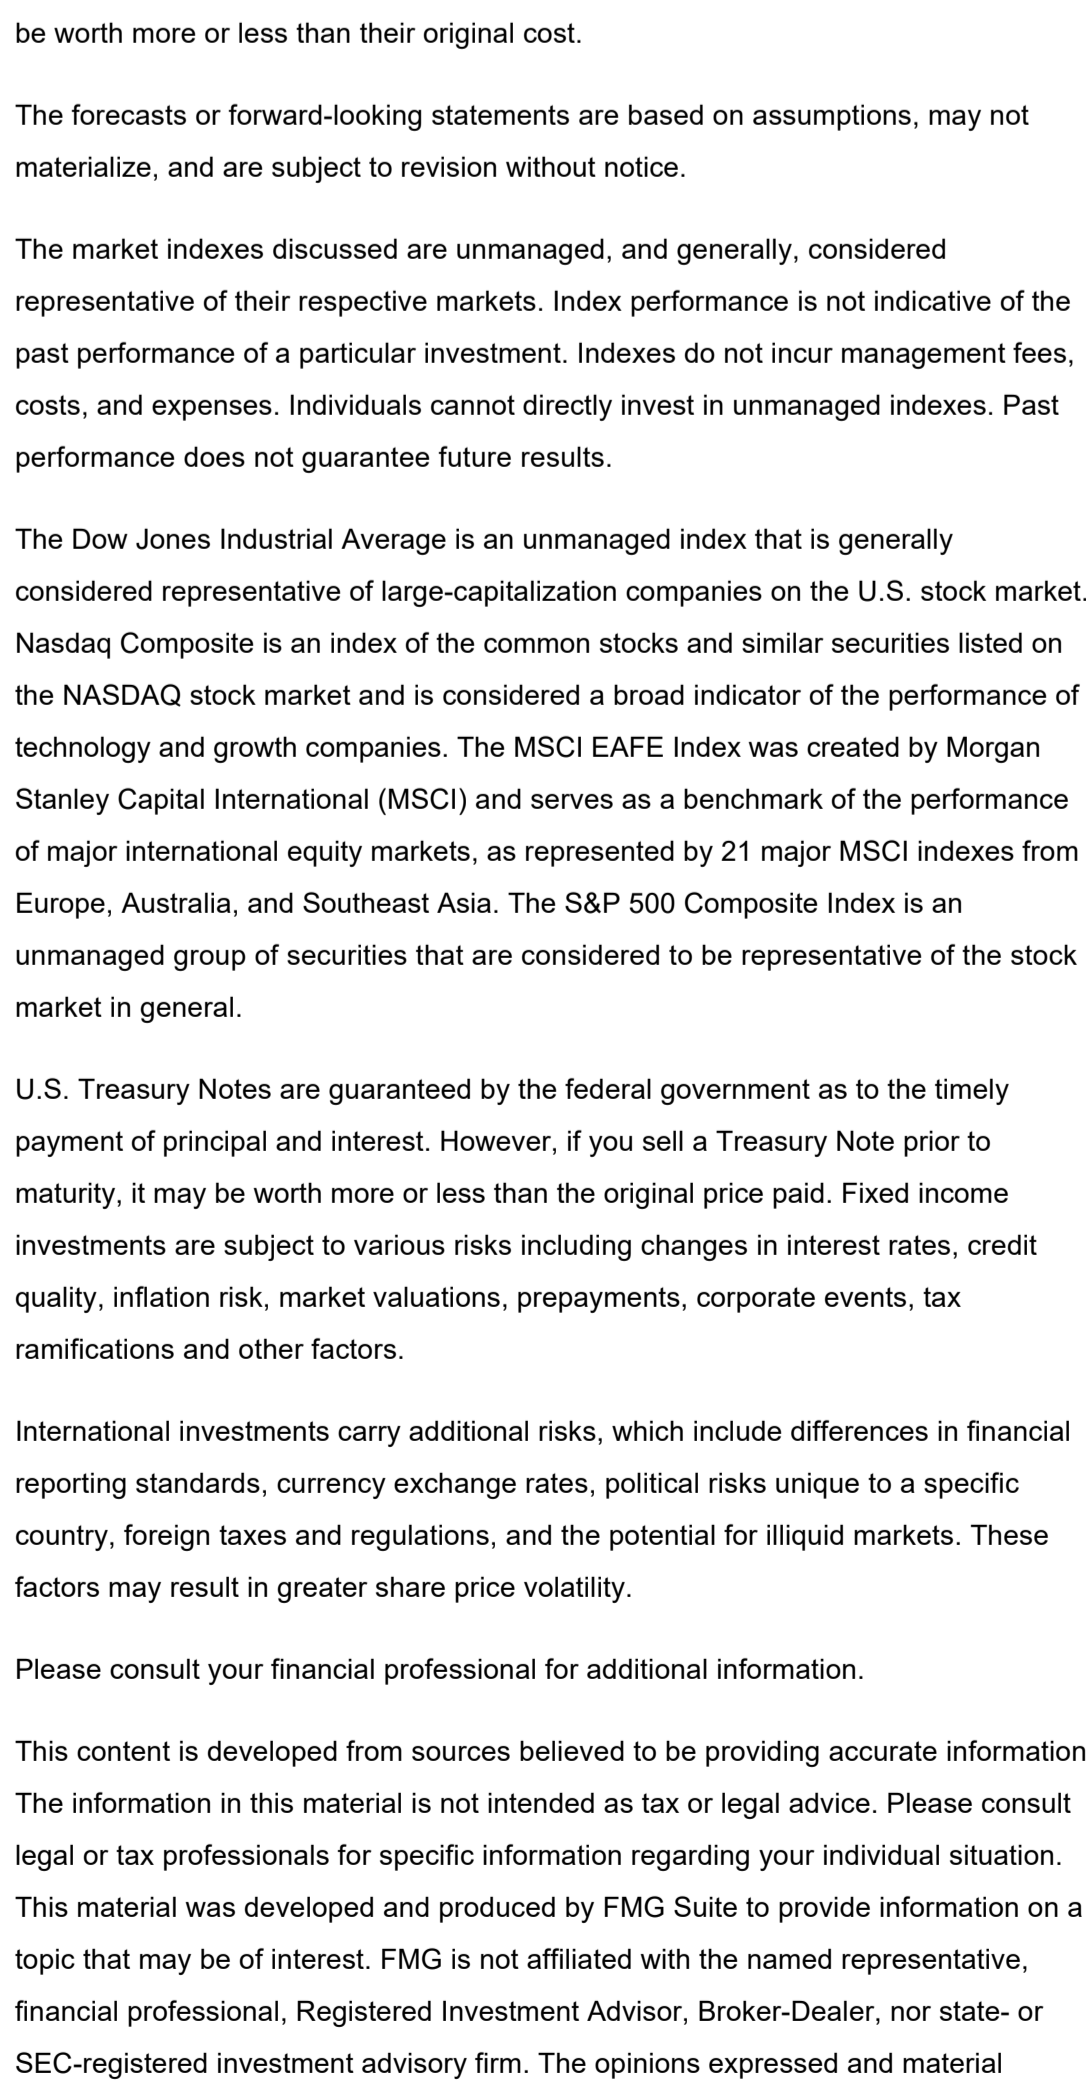 be worth more or less than their original cost.
The forecasts or forward-looking statements are based on assumptions, may not
materialize, and are subject to revision without notice.
The market indexes discussed are unmanaged, and generally, considered
representative of their respective markets. Index performance is not indicative of the
past performance of a particular investment. Indexes do not incur management fees,
costs, and expenses. Individuals cannot directly invest in unmanaged indexes. Past
performance does not guarantee future results.
The Dow Jones Industrial Average is an unmanaged index that is generally
considered representative of large-capitalization companies on the U.S. stock market.
Nasdaq Composite is an index of the common stocks and similar securities listed on
the NASDAQ stock market and is considered a broad indicator of the performance of
technology and growth companies. The MSCI EAFE Index was created by Morgan
Stanley Capital International (MSCI) and serves as a benchmark of the performance
of major international equity markets, as represented by 21 major MSCI indexes from
Europe, Australia, and Southeast Asia. The S&P 500 Composite Index is an
unmanaged group of securities that are considered to be representative of the stock
market in general.
U.S. Treasury Notes are guaranteed by the federal government as to the timely
payment of principal and interest. However, if you sell a Treasury Note prior to
maturity, it may be worth more or less than the original price paid. Fixed income
investments are subject to various risks including changes in interest rates, credit
quality, inflation risk, market valuations, prepayments, corporate events, tax
ramifications and other factors.
International investments carry additional risks, which include differences in financial
reporting standards, currency exchange rates, political risks unique to a specific
country, foreign taxes and regulations, and the potential for illiquid markets. These
factors may result in greater share price volatility.
Please consult your financial professional for additional information.
This content is developed from sources believed to be providing accurate information
The information in this material is not intended as tax or legal advice. Please consult
legal or tax professionals for specific information regarding your individual situation.
This material was developed and produced by FMG Suite to provide information on a
topic that may be of interest. FMG is not affiliated with the named representative,
financial professional, Registered Investment Advisor, Broker-Dealer, nor state- or
SEC-registered investment advisory firm. The opinions expressed and material